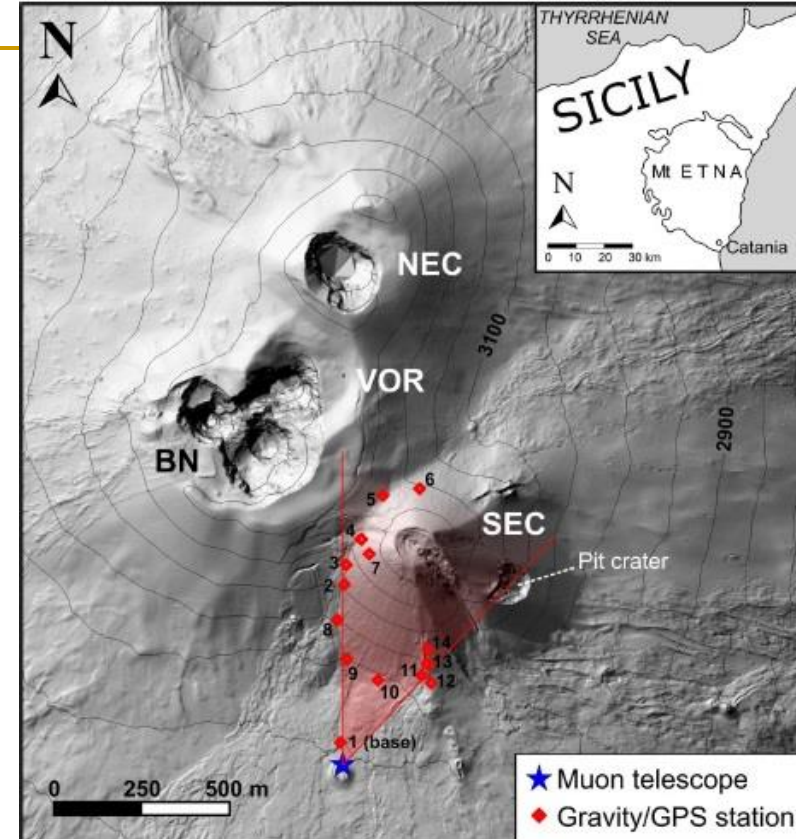 N
THYRRHENIAN
SEA
SICILY
Mt ETNA
N
Catania
0 10 20 30 km
NEC
3100
VOR
2900
BN
6
5
SEC
4
7
Pit crater
3
2
8
14
9
13
11
12
10
1 (base)
0 250 500 m
Muon telescope
Gravity/GPS station